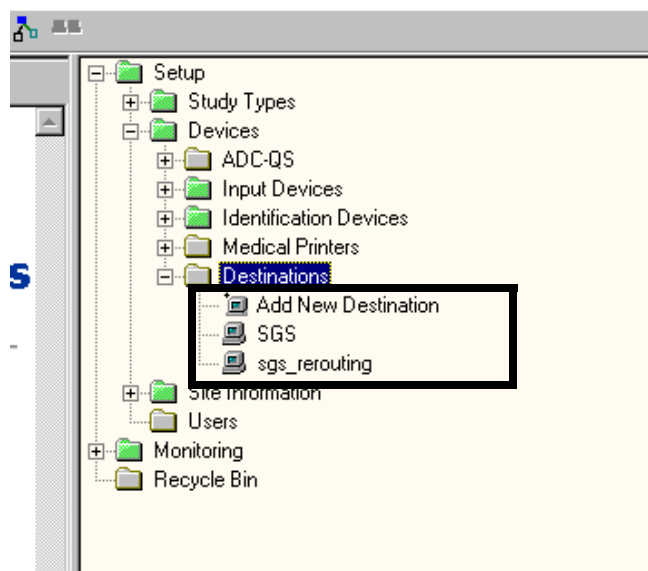 Setup
Study Types
Devices
ADC-QS
Input Devices
Identification Devices
Medical Printers
Destinations
Add New Destination
SGS
sgs_rerouting
Site Information
Users
Monitoring
Recycle Bin
s